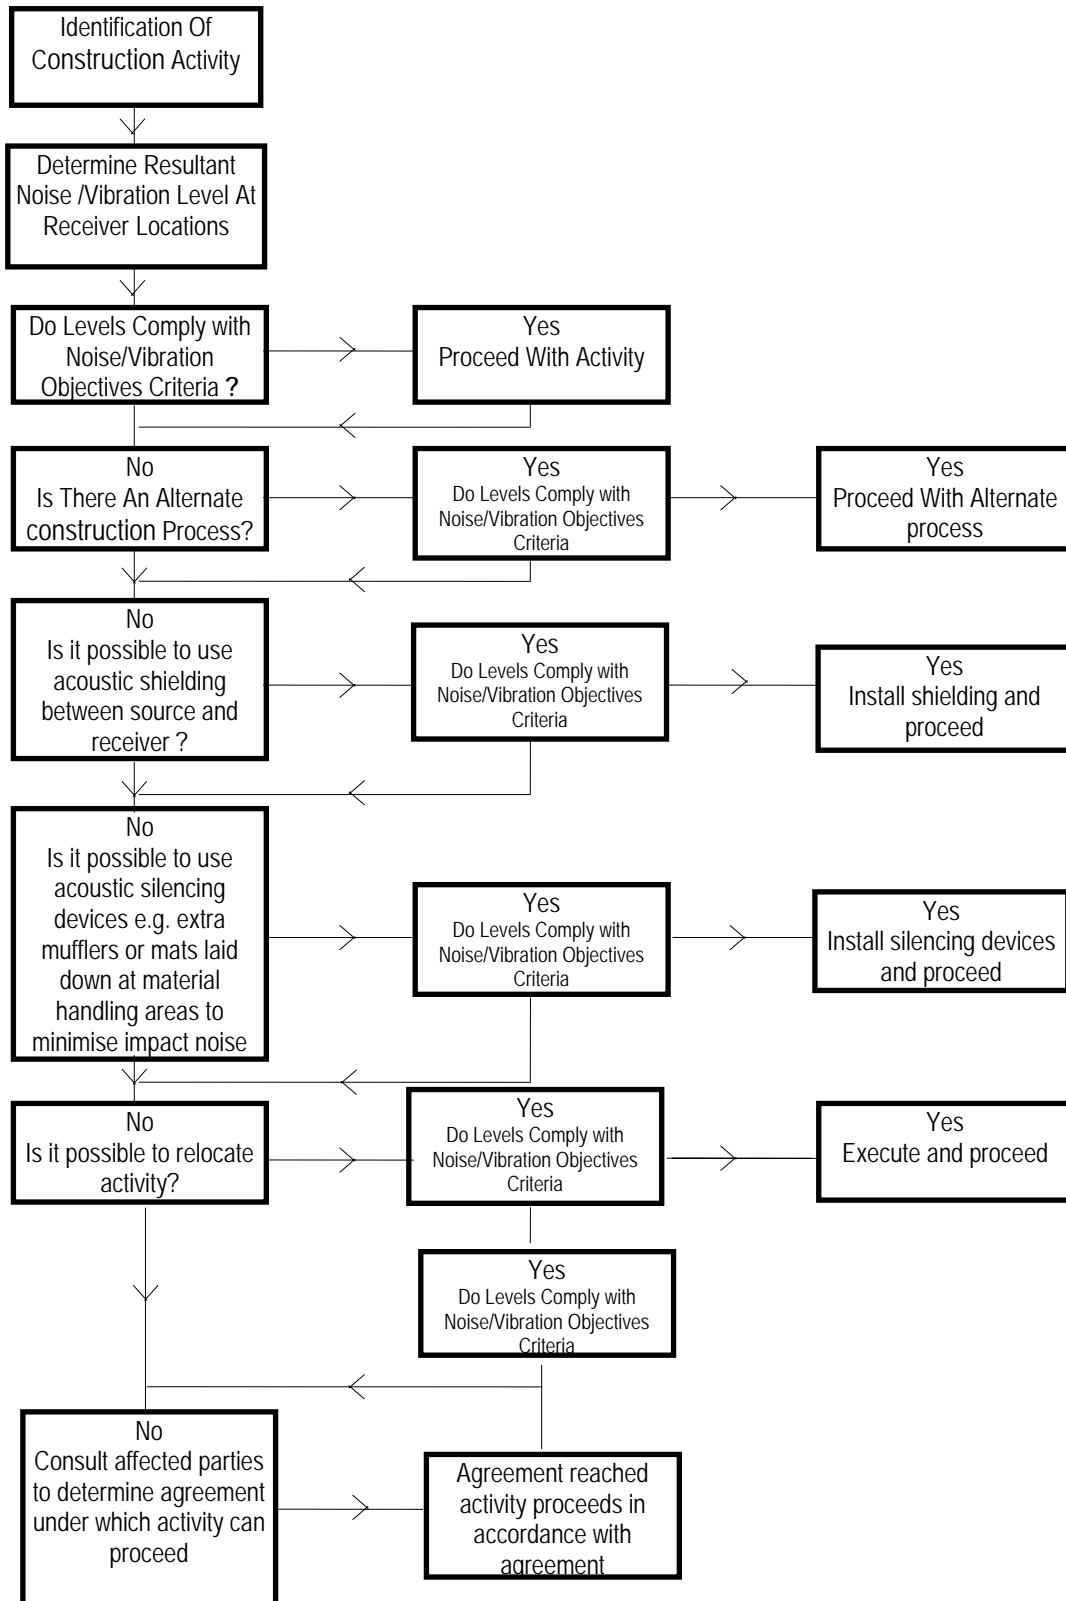 Identification Of
Construction Activity
Determine Resultant
Noise /Vibration Level At
Receiver Locations
Do Levels Comply with
Noise/Vibration
Objectives Criteria ?
Yes
Proceed With Activity
No
Is There An Alternate
construction Process?
Yes
Do Levels Comply with
Noise/Vibration Objectives
Criteria
Yes
Proceed With Alternate
process
No
Is it possible to use
acoustic shielding
between source and
receiver ?
Yes
Do Levels Comply with
Noise/Vibration Objectives
Criteria
Yes
Install shielding and
proceed
No
Is it possible to use
acoustic silencing
devices e.g. extra
mufflers or mats laid
down at material
handling areas to
minimise impact noise
Yes
Do Levels Comply with
Noise/Vibration Objectives
Criteria
Yes
Install silencing devices
and proceed
No
Is it possible to relocate
activity?
Yes
Do Levels Comply with
Noise/Vibration Objectives
Criteria
Yes
Execute and proceed
Yes
Do Levels Comply with
Noise/Vibration Objectives
Criteria
No
Consult affected parties
to determine agreement
under which activity can
proceed
Agreement reached
activity proceeds in
accordance with
agreement